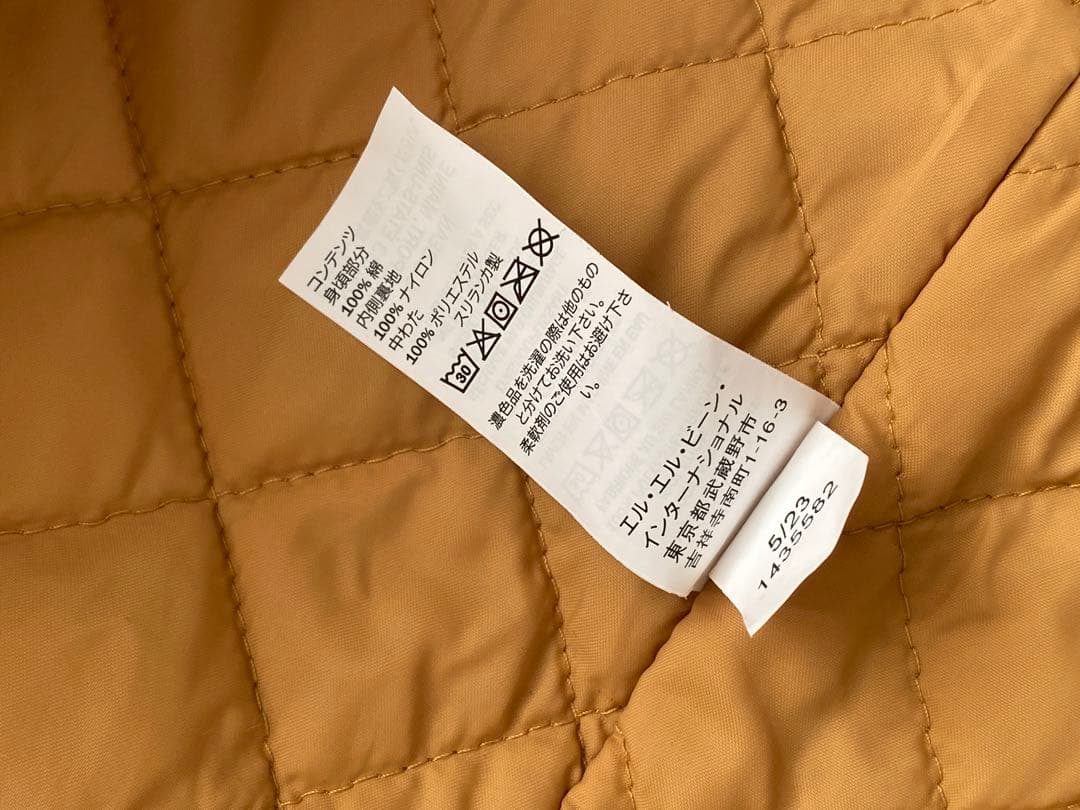 コンテンツ
身頃部分
100% 綿
内側裏地
100% ナイロン
中わた
100% ポリエステル
スリランカ製
30
濃色品を洗濯の際は他のもの
と分けてお洗い下さい。
柔軟剤のご使用はお避け下さ
い。
エル・エル・ビーン・
インターナショナル
東京都武蔵野市
吉祥寺南町1-16-3
5/23
1435582